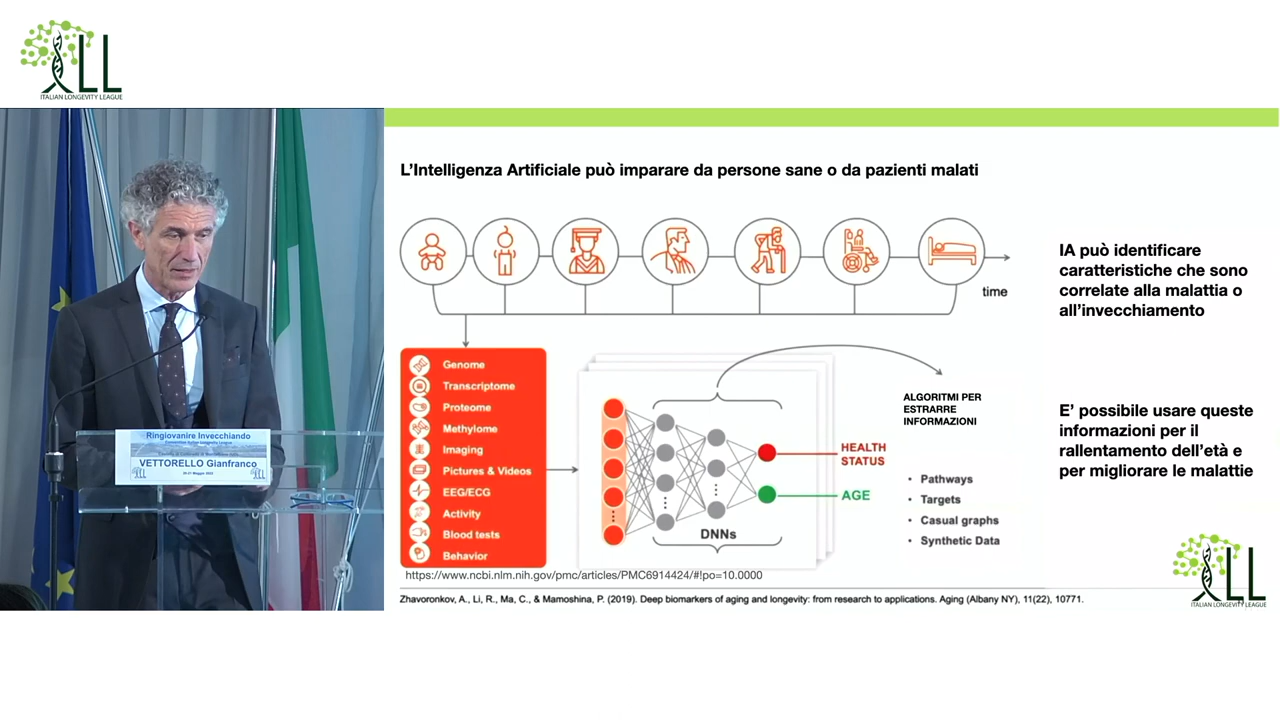 LL
ITALIAN LONGEVITY LEAGUE
L'Intelligenza Artificiale può imparare da persone sane o da pazienti malati
time
IA può identificare
caratteristiche che sono
correlate alla malattia o
all'invecchiamento
Genome
Transcriptome
Proteome
Methylome
Imaging
Pictures & Videos
EEG/ECG
Activity
Blood tests
Behavior
DNNs
HEALTH
STATUS
AGE
ALGORITMI PER
ESTRARRE
INFORMAZIONI
• Pathways
• Targets
• Casual graphs
• Synthetic Data
E' possibile usare queste
informazioni per il
rallentamento dell'età e
per migliorare le malattie
Ringiovanire Invecchiando
VETTORELLO Gianfranco
https://www.ncbi.nlm.nih.gov/pmc/articles/PMC6914424/#!po=10.0000
Zhavoronkov, A., Li, R., Ma, C., & Mamoshina, P. (2019). Deep biomarkers of aging and longevity: from research to applications. Aging (Albany NY), 11(22), 10771.
LL
ITALIAN LONGEVITY LEAGUE